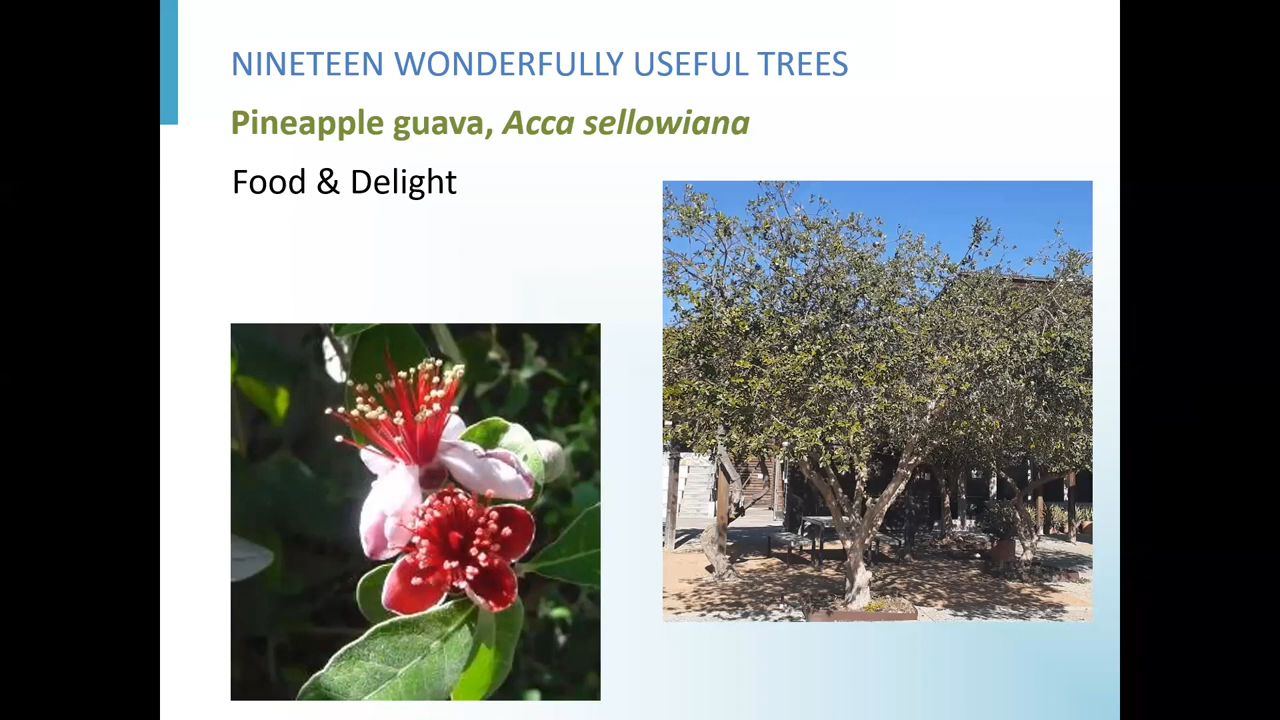 NINETEEN WONDERFULLY USEFUL TREES
Pineapple guava, Acca sellowiana
Food & Delight